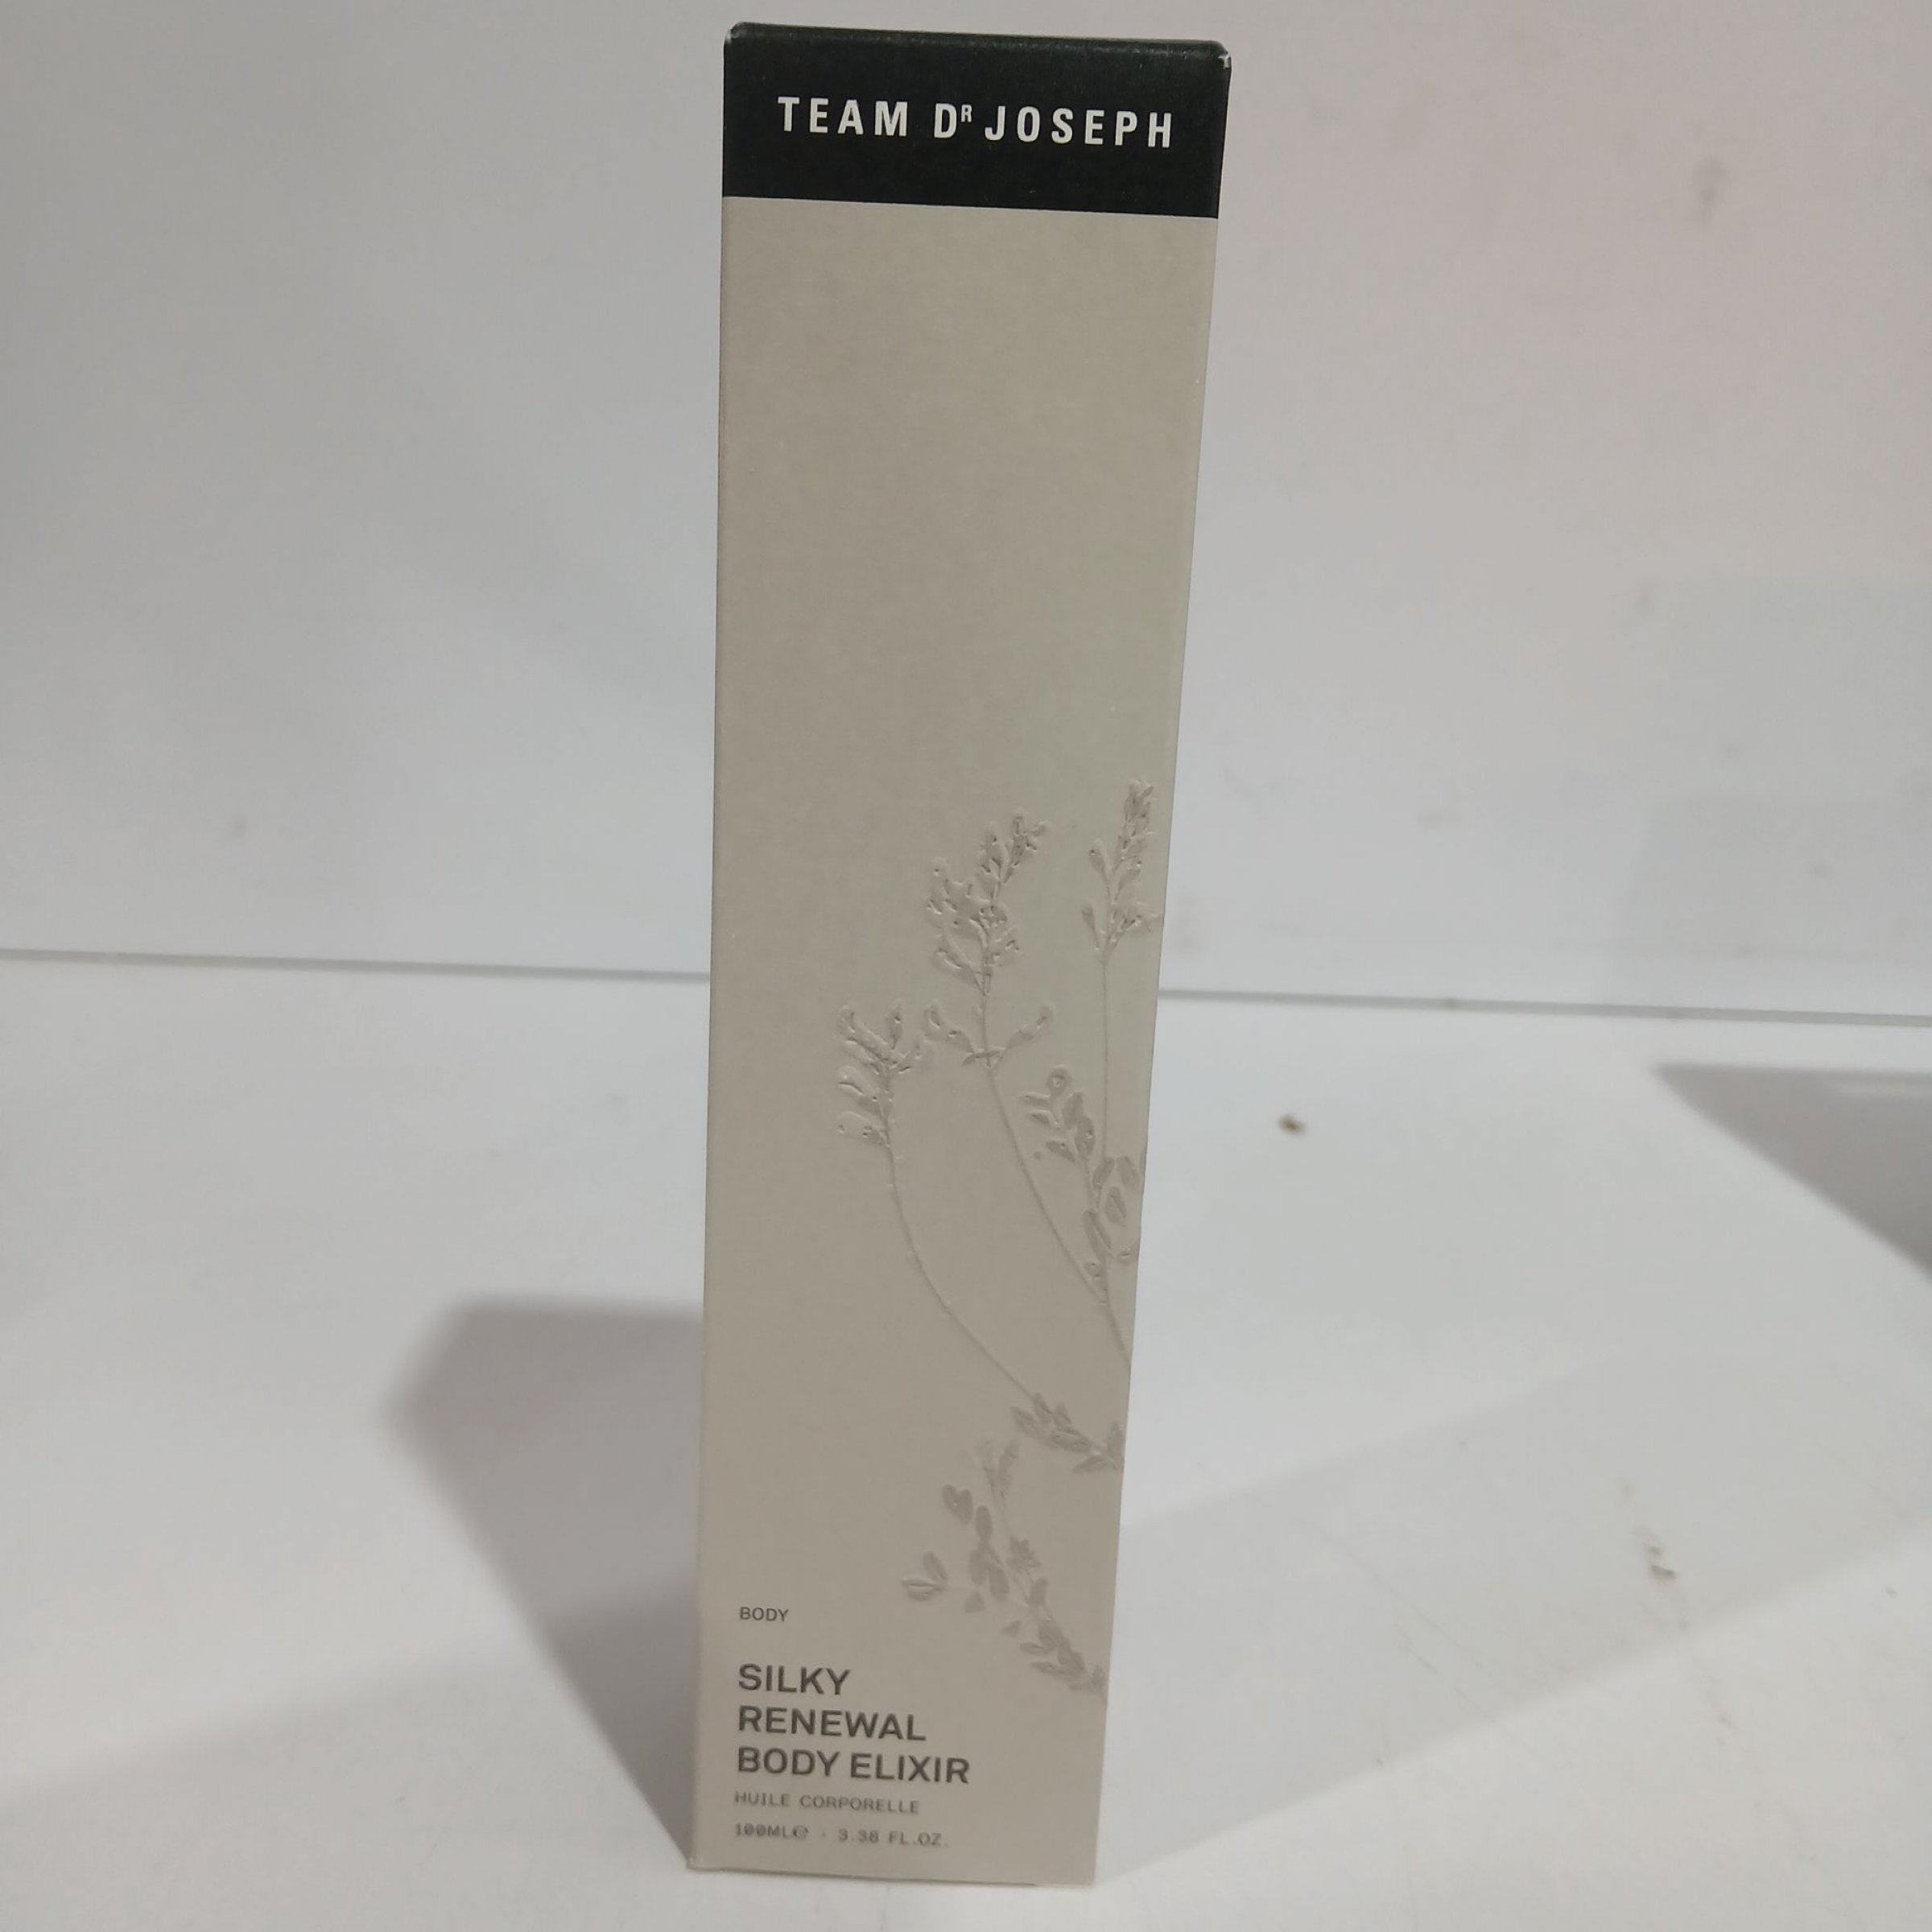 TEAM DR JOSEPH
BODY
SILKY
RENEWAL
BODY ELIXIR
HUILE CORPORELLE
100ML℮ · 3.38 FL.OZ.